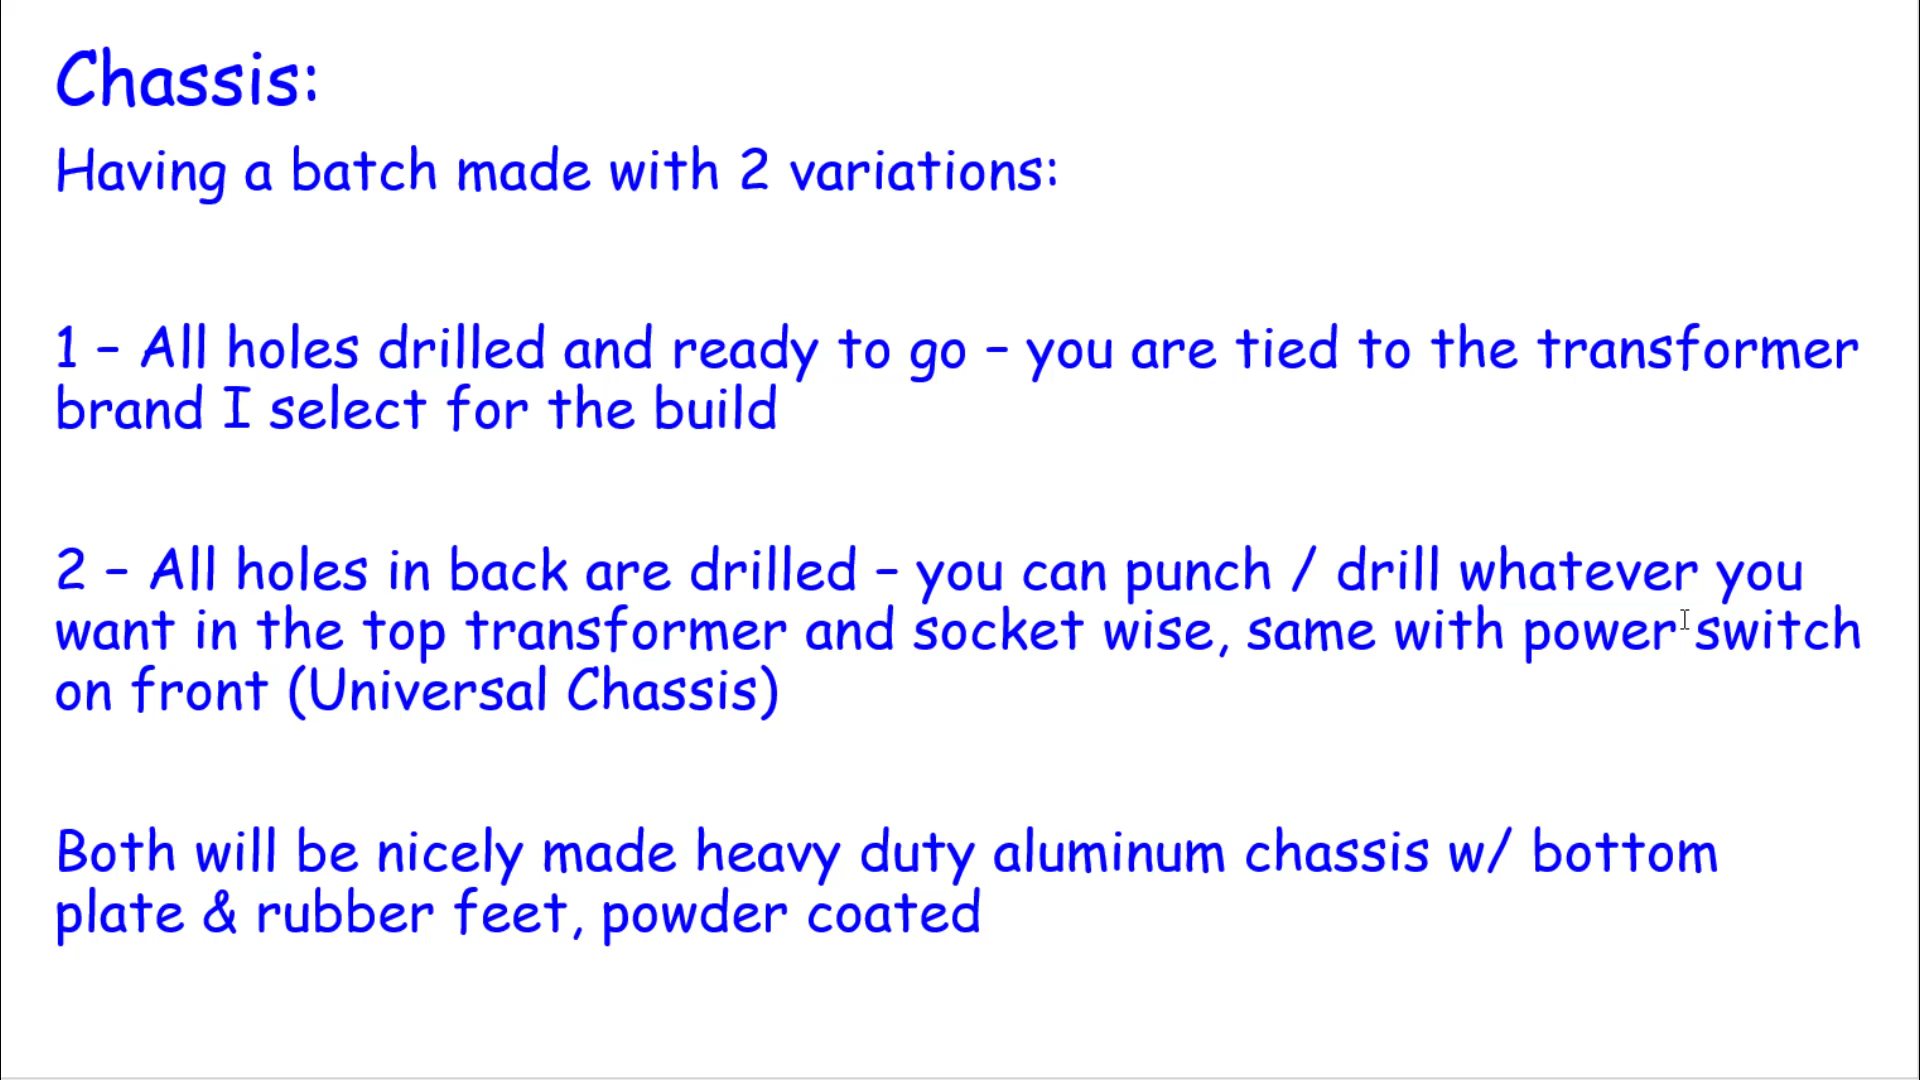 Chassis:
Having a batch made with 2 variations:
1 – All holes drilled and ready to go – you are tied to the transformer
brand I select for the build
2 – All holes in back are drilled – you can punch / drill whatever you
want in the top transformer and socket wise, same with power switch
on front (Universal Chassis)
Both will be nicely made heavy duty aluminum chassis w/ bottom
plate & rubber feet, powder coated